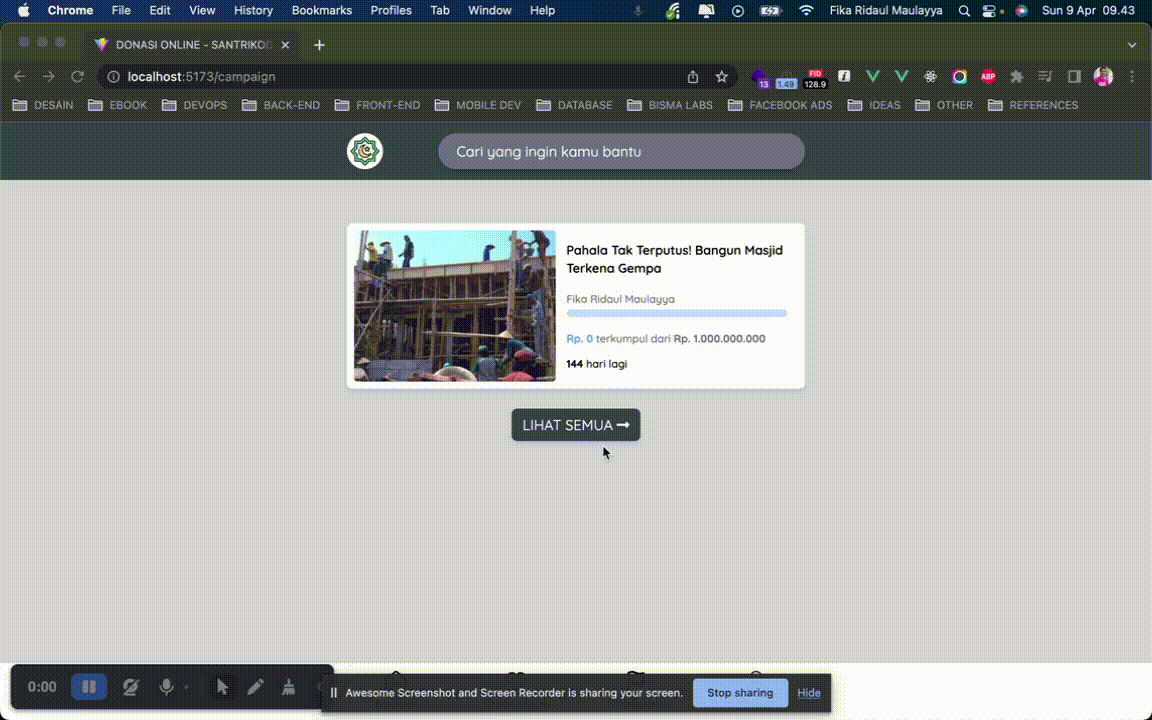 Chrome File Edit View History Bookmarks Profiles Tab Window Help Fika Ridaul Maulayya Sun 9 Apr 09.43
DONASI ONLINE - SANTRIKOD
localhost:5173/campaign 13 1.49 FID 128.9 ABP
DESAIN EBOOK DEVOPS BACK-END FRONT-END MOBILE DEV DATABASE BISMA LABS FACEBOOK ADS IDEAS OTHER REFERENCES
Cari yang ingin kamu bantu
Pahala Tak Terputus! Bangun Masjid
Terkena Gempa
Fika Ridaul Maulayya
Rp. 0 terkumpul dari Rp. 1.000.000.000
144 hari lagi
LIHAT SEMUA
0:00
Awesome Screenshot and Screen Recorder is sharing your screen. Stop sharing Hide